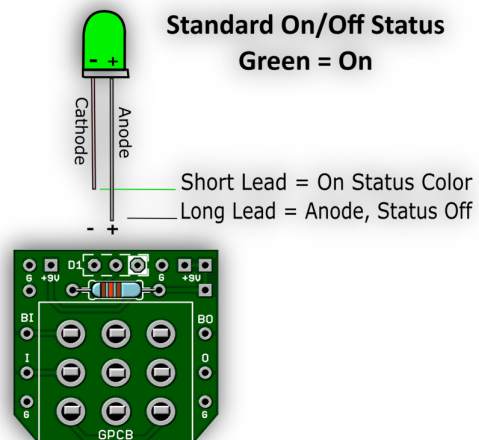 Standard On/Off Status
Green = On
- +
Cathode
Anode
Short Lead = On Status Color
Long Lead = Anode, Status Off
- +
D1
G +9V G +9V
BI BO
I O
G G
GPCB